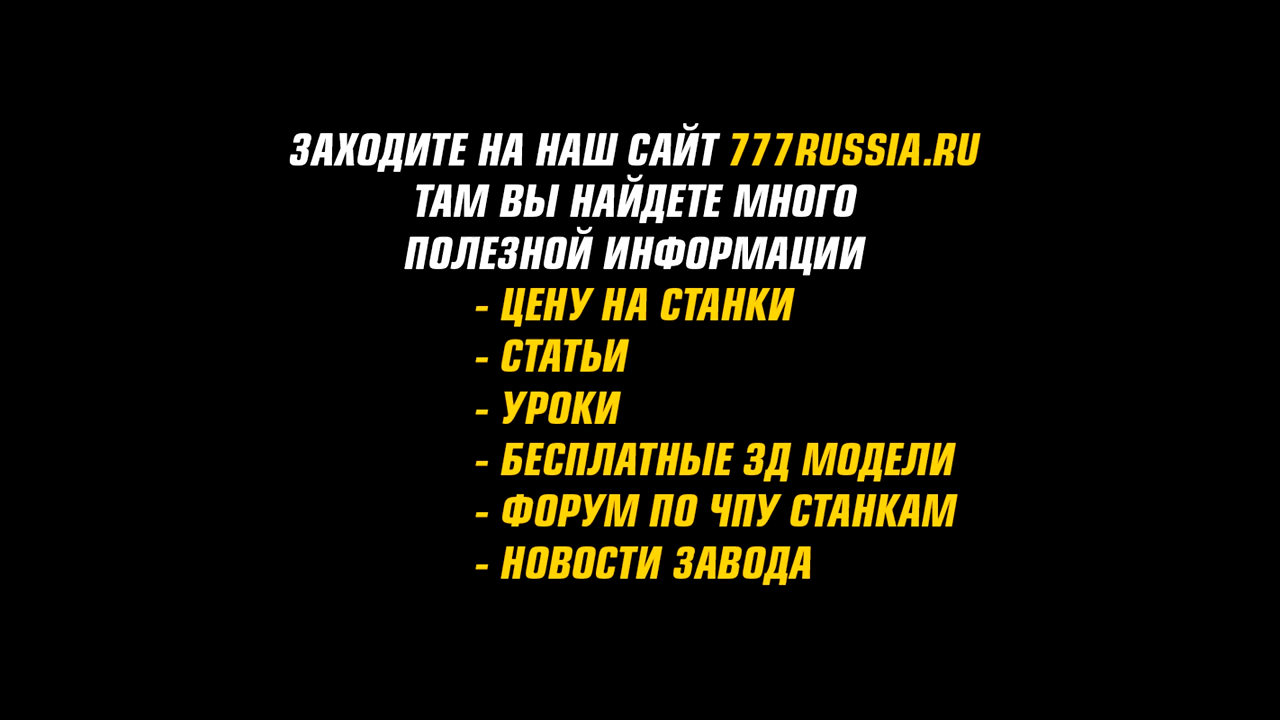 ЗАХОДИТЕ НА НАШ САЙТ 777RUSSIA.RU
ТАМ ВЫ НАЙДЕТЕ МНОГО
ПОЛЕЗНОЙ ИНФОРМАЦИИ
- ЦЕНУ НА СТАНКИ
- СТАТЬИ
- УРОКИ
- БЕСПЛАТНЫЕ 3Д МОДЕЛИ
- ФОРУМ ПО ЧПУ СТАНКАМ
- НОВОСТИ ЗАВОДА